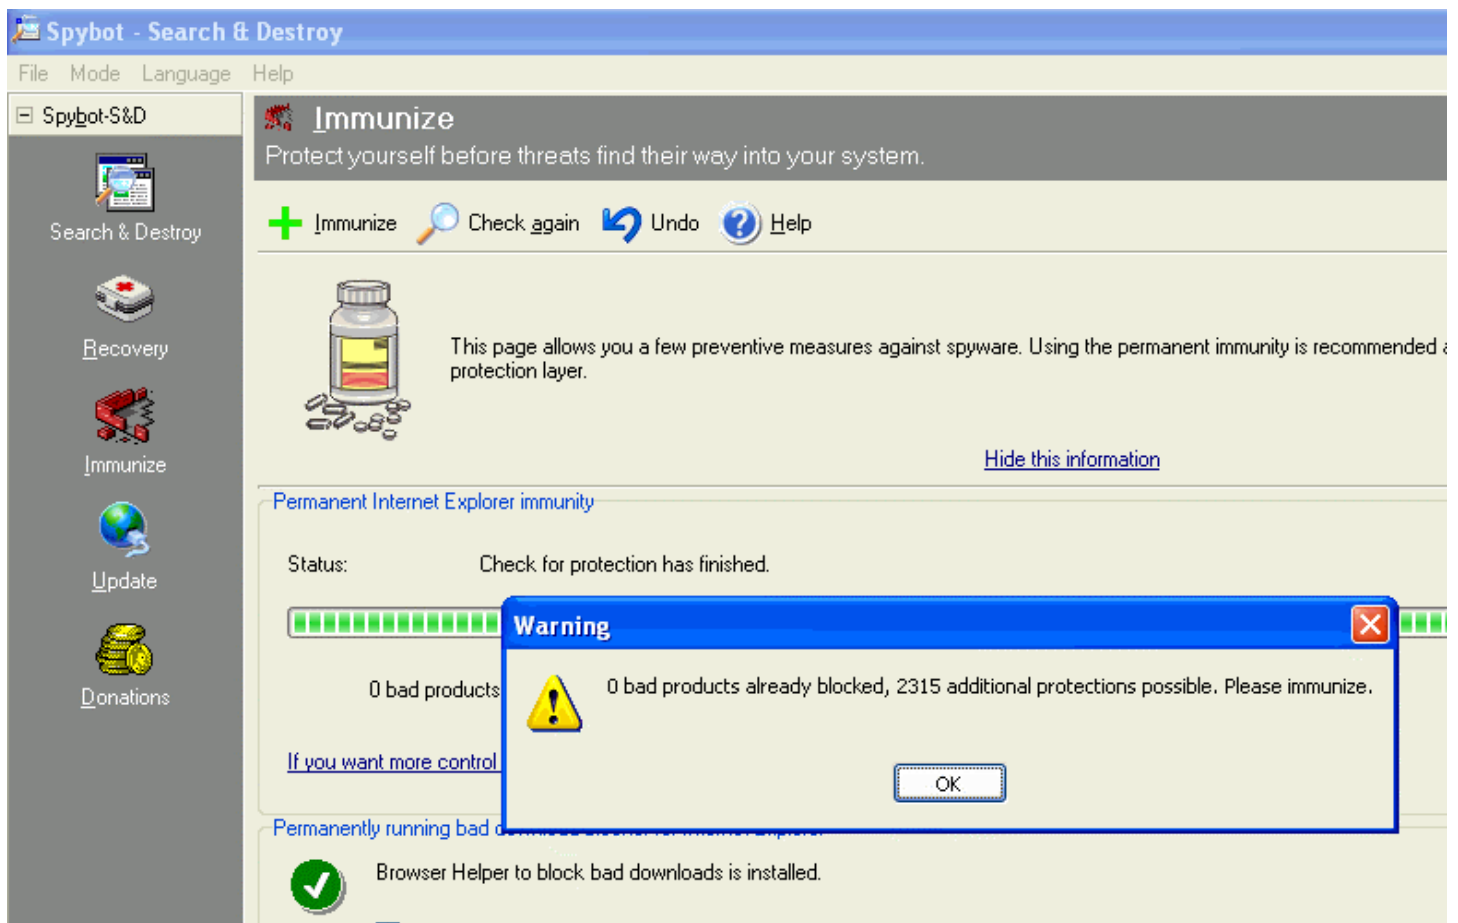 Spybot - Search & Destroy
File Mode Language Help
Spybot-S&D
Search & Destroy
Recovery
Immunize
Update
Donations
Immunize
Protect yourself before threats find their way into your system.
Immunize Check again Undo Help
This page allows you a few preventive measures against spyware. Using the permanent immunity is recommended
protection layer.
Hide this information
Permanent Internet Explorer immunity
Status: Check for protection has finished.
0 bad products
If you want more control
Warning
0 bad products already blocked, 2315 additional protections possible. Please immunize.
OK
Permanently running bad
Browser Helper to block bad downloads is installed.